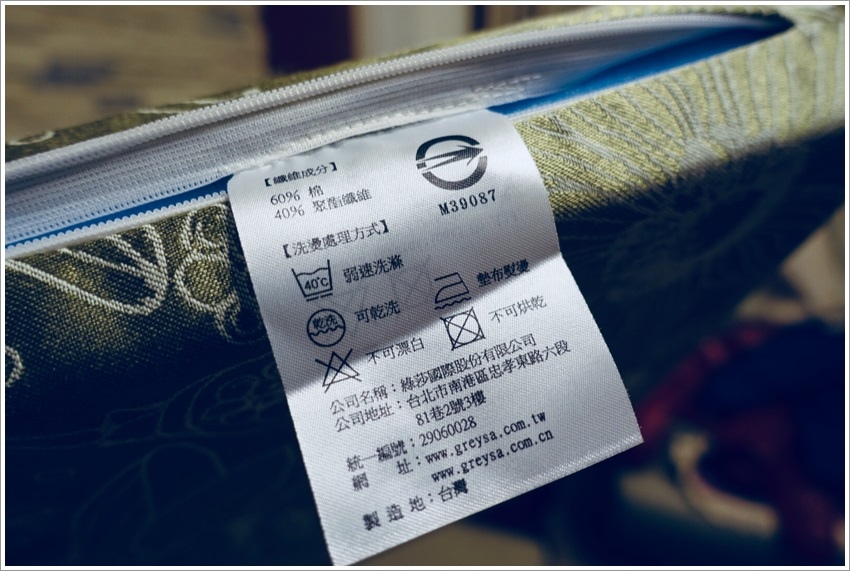 【纖維成分】
60% 棉
40% 聚酯纖維
M39087
【洗燙處理方式】
40°C 弱速洗滌
墊布熨燙
乾洗 可乾洗
不可烘乾
不可漂白
公司名稱：綠莎國際股份有限公司
公司地址：台北市南港區忠孝東路六段
81巷2號3樓
統一編號：29060028
網　　址：www.greysa.com.tw
www.greysa.com.cn
製 造 地：台灣